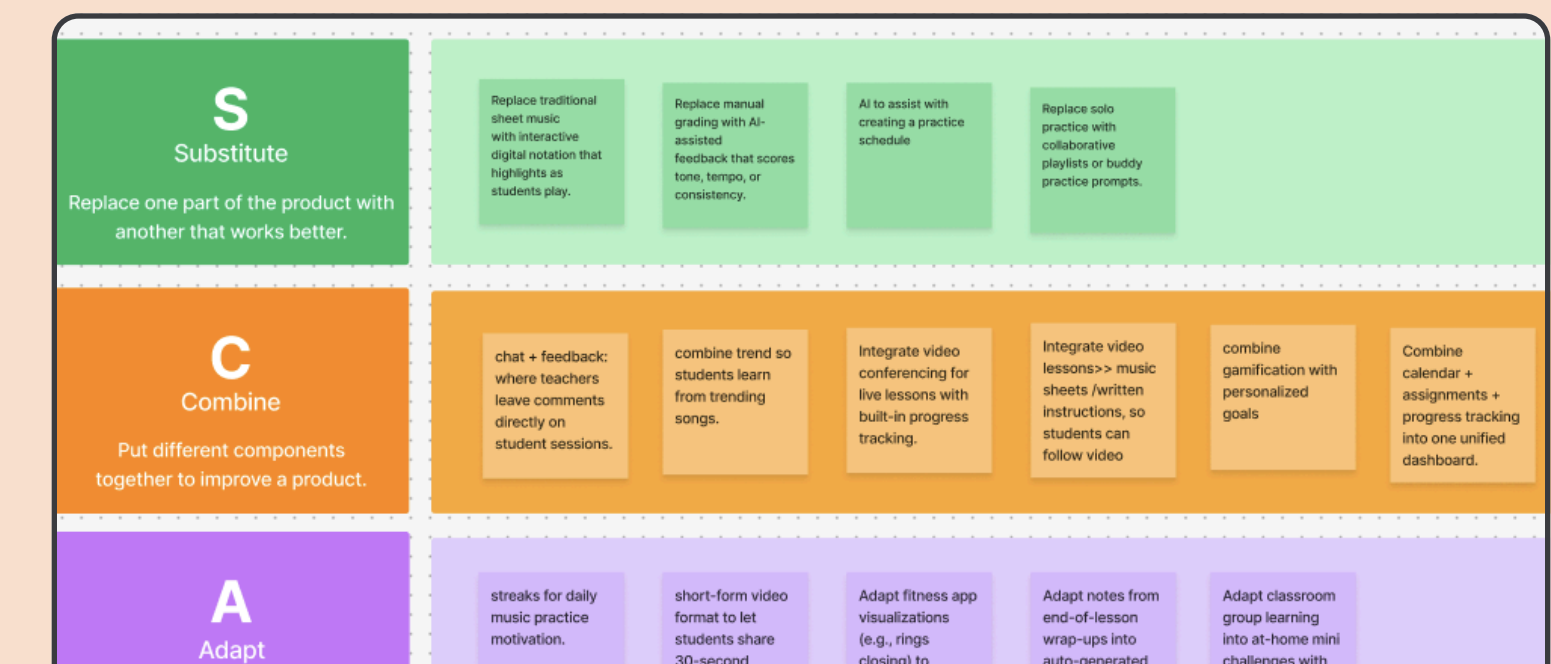 S
Substitute
Replace one part of the product with
another that works better.
Replace traditional
sheet music
with interactive
digital notation that
highlights as
students play.
Replace manual
grading with AI-
assisted
feedback that scores
tone, tempo, or
consistency.
AI to assist with
creating a practice
schedule
Replace solo
practice with
collaborative
playlists or buddy
practice prompts.
C
Combine
Put different components
together to improve a product.
chat + feedback:
where teachers
leave comments
directly on
student sessions.
combine trend so
students learn
from trending
songs.
Integrate video
conferencing for
live lessons with
built-in progress
tracking.
Integrate video
lessons>> music
sheets /written
instructions, so
students can
follow video
combine
gamification with
personalized
goals
Combine
calendar +
assignments +
progress tracking
into one unified
dashboard.
A
Adapt
streaks for daily
music practice
motivation.
short-form video
format to let
students share
30-second
Adapt fitness app
visualizations
(e.g., rings
closing) to
Adapt notes from
end-of-lesson
wrap-ups into
auto-generated
Adapt classroom
group learning
into at-home mini
challenges with